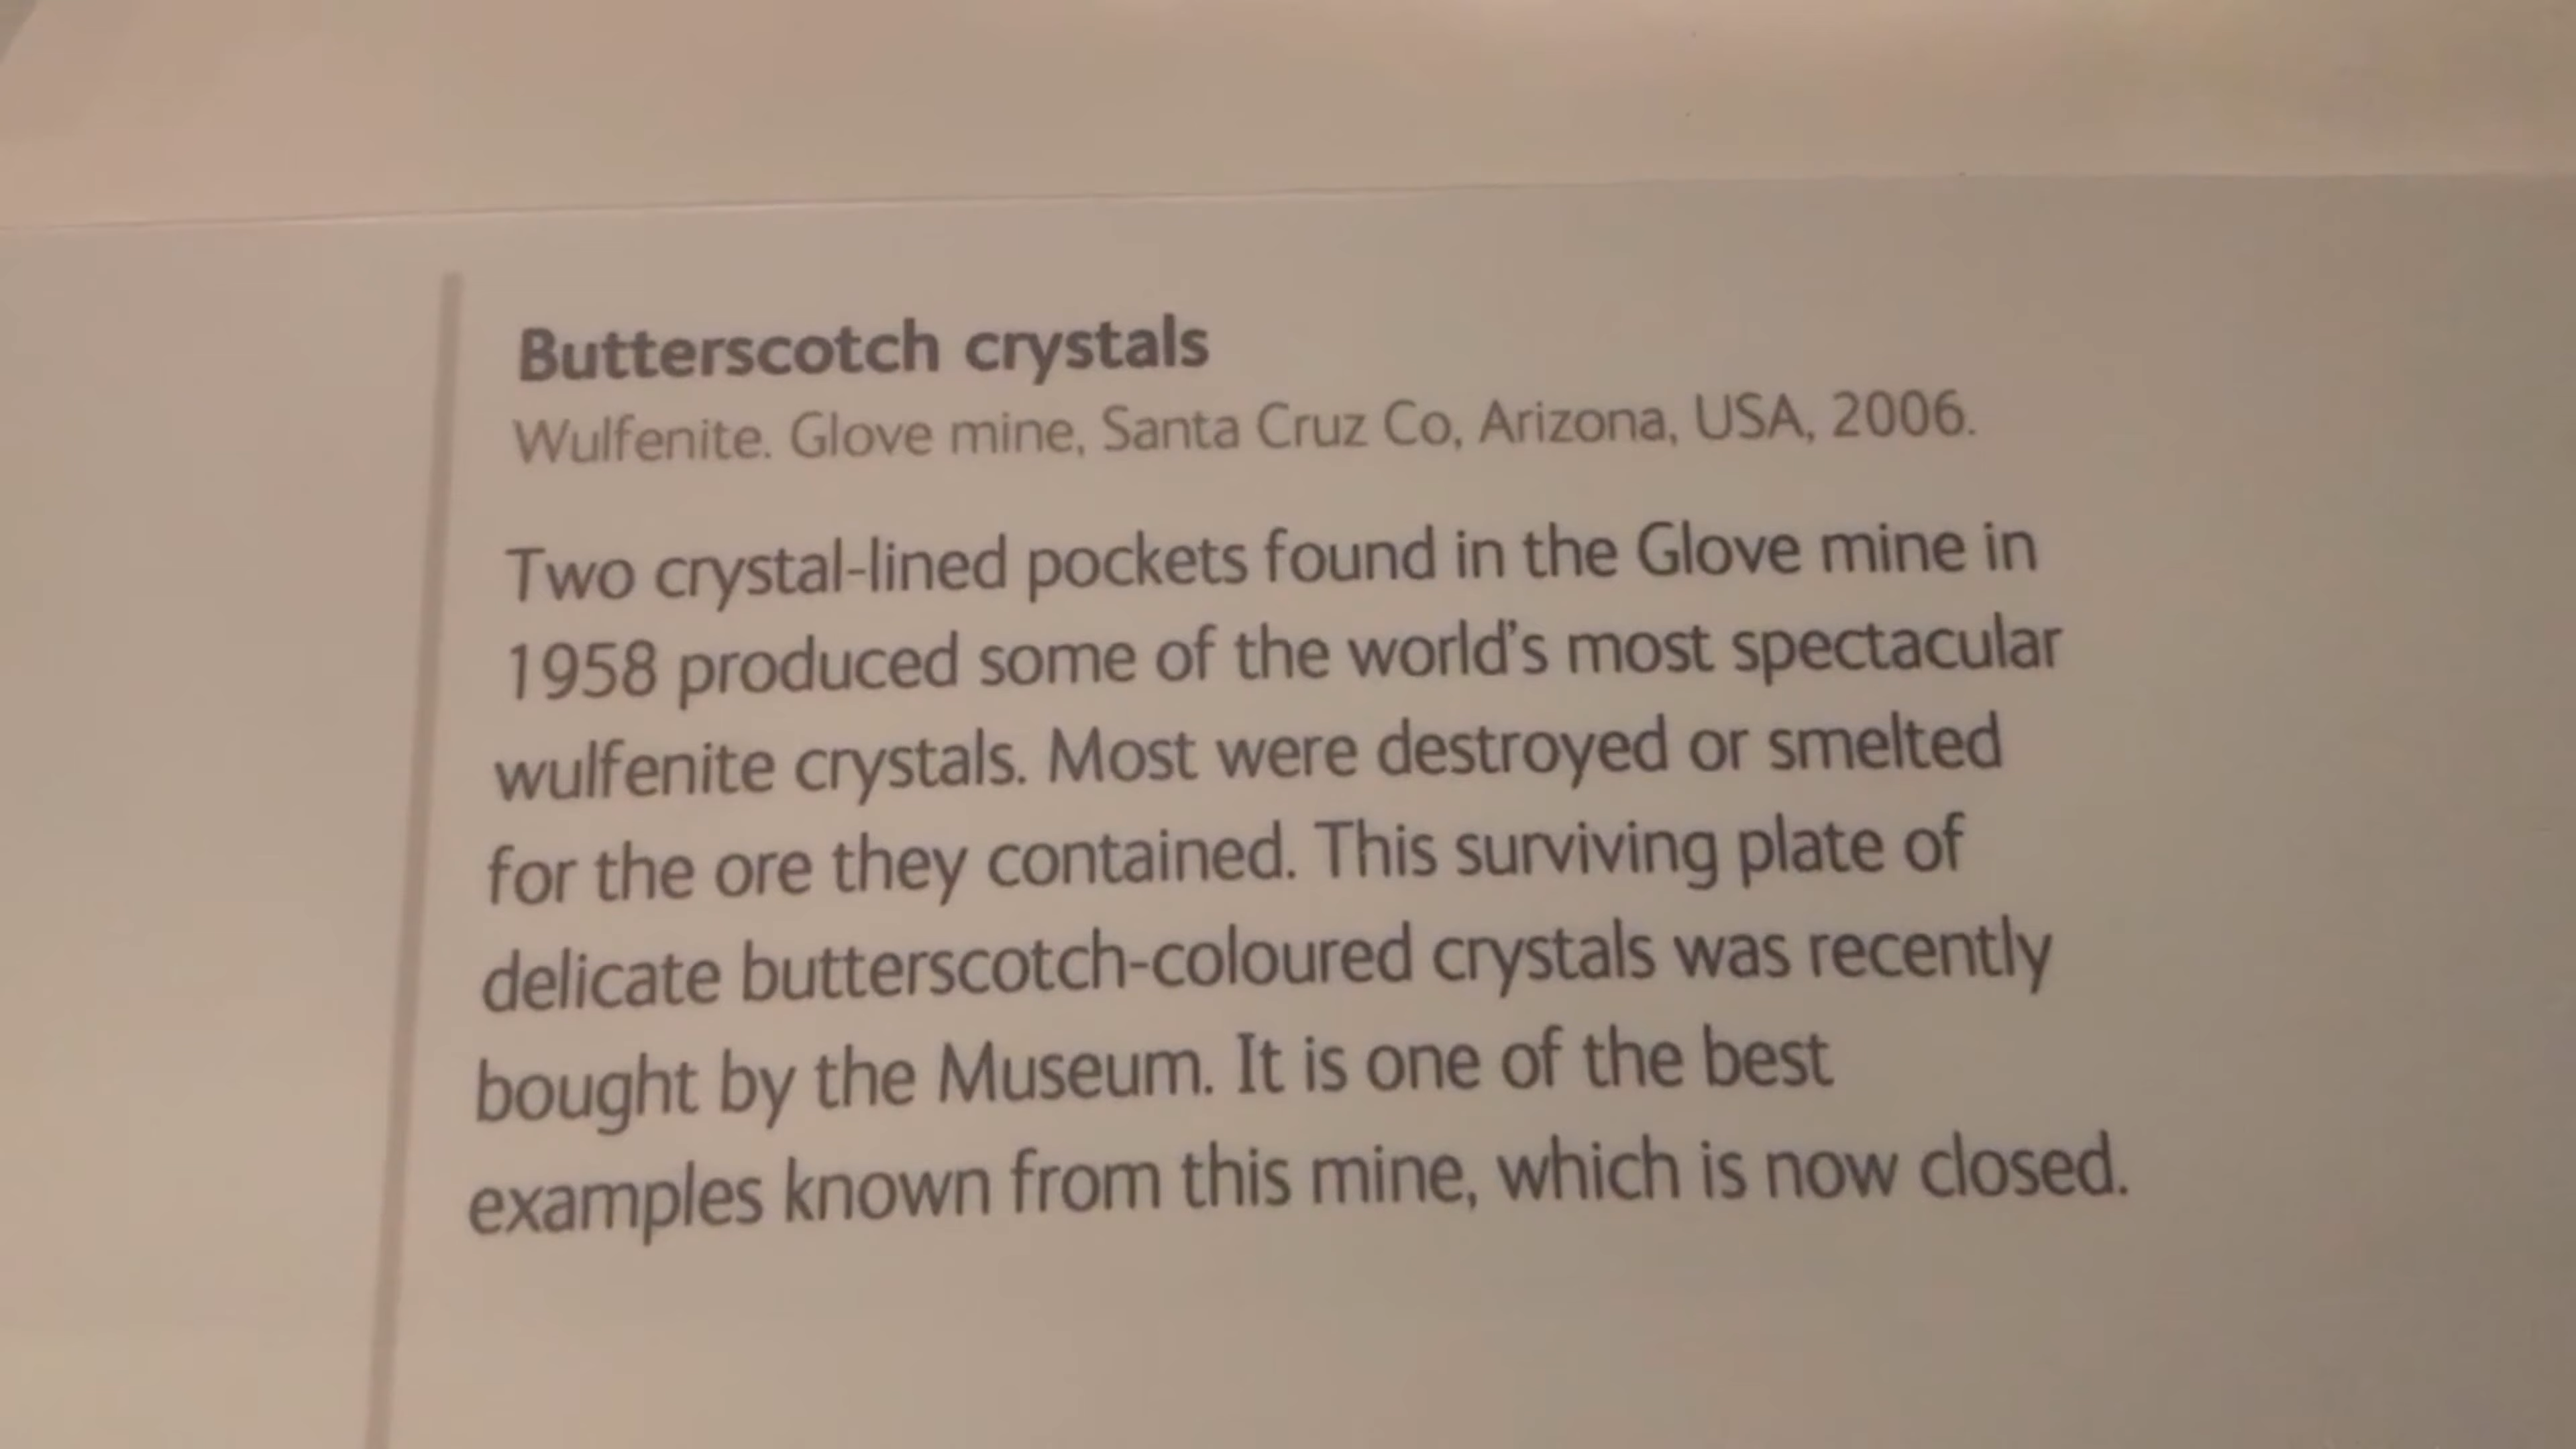 Butterscotch crystals
Wulfenite. Glove mine, Santa Cruz Co, Arizona, USA, 2006.
Two crystal-lined pockets found in the Glove mine in
1958 produced some of the world's most spectacular
wulfenite crystals. Most were destroyed or smelted
for the ore they contained. This surviving plate of
delicate butterscotch-coloured crystals was recently
bought by the Museum. It is one of the best
examples known from this mine, which is now closed.